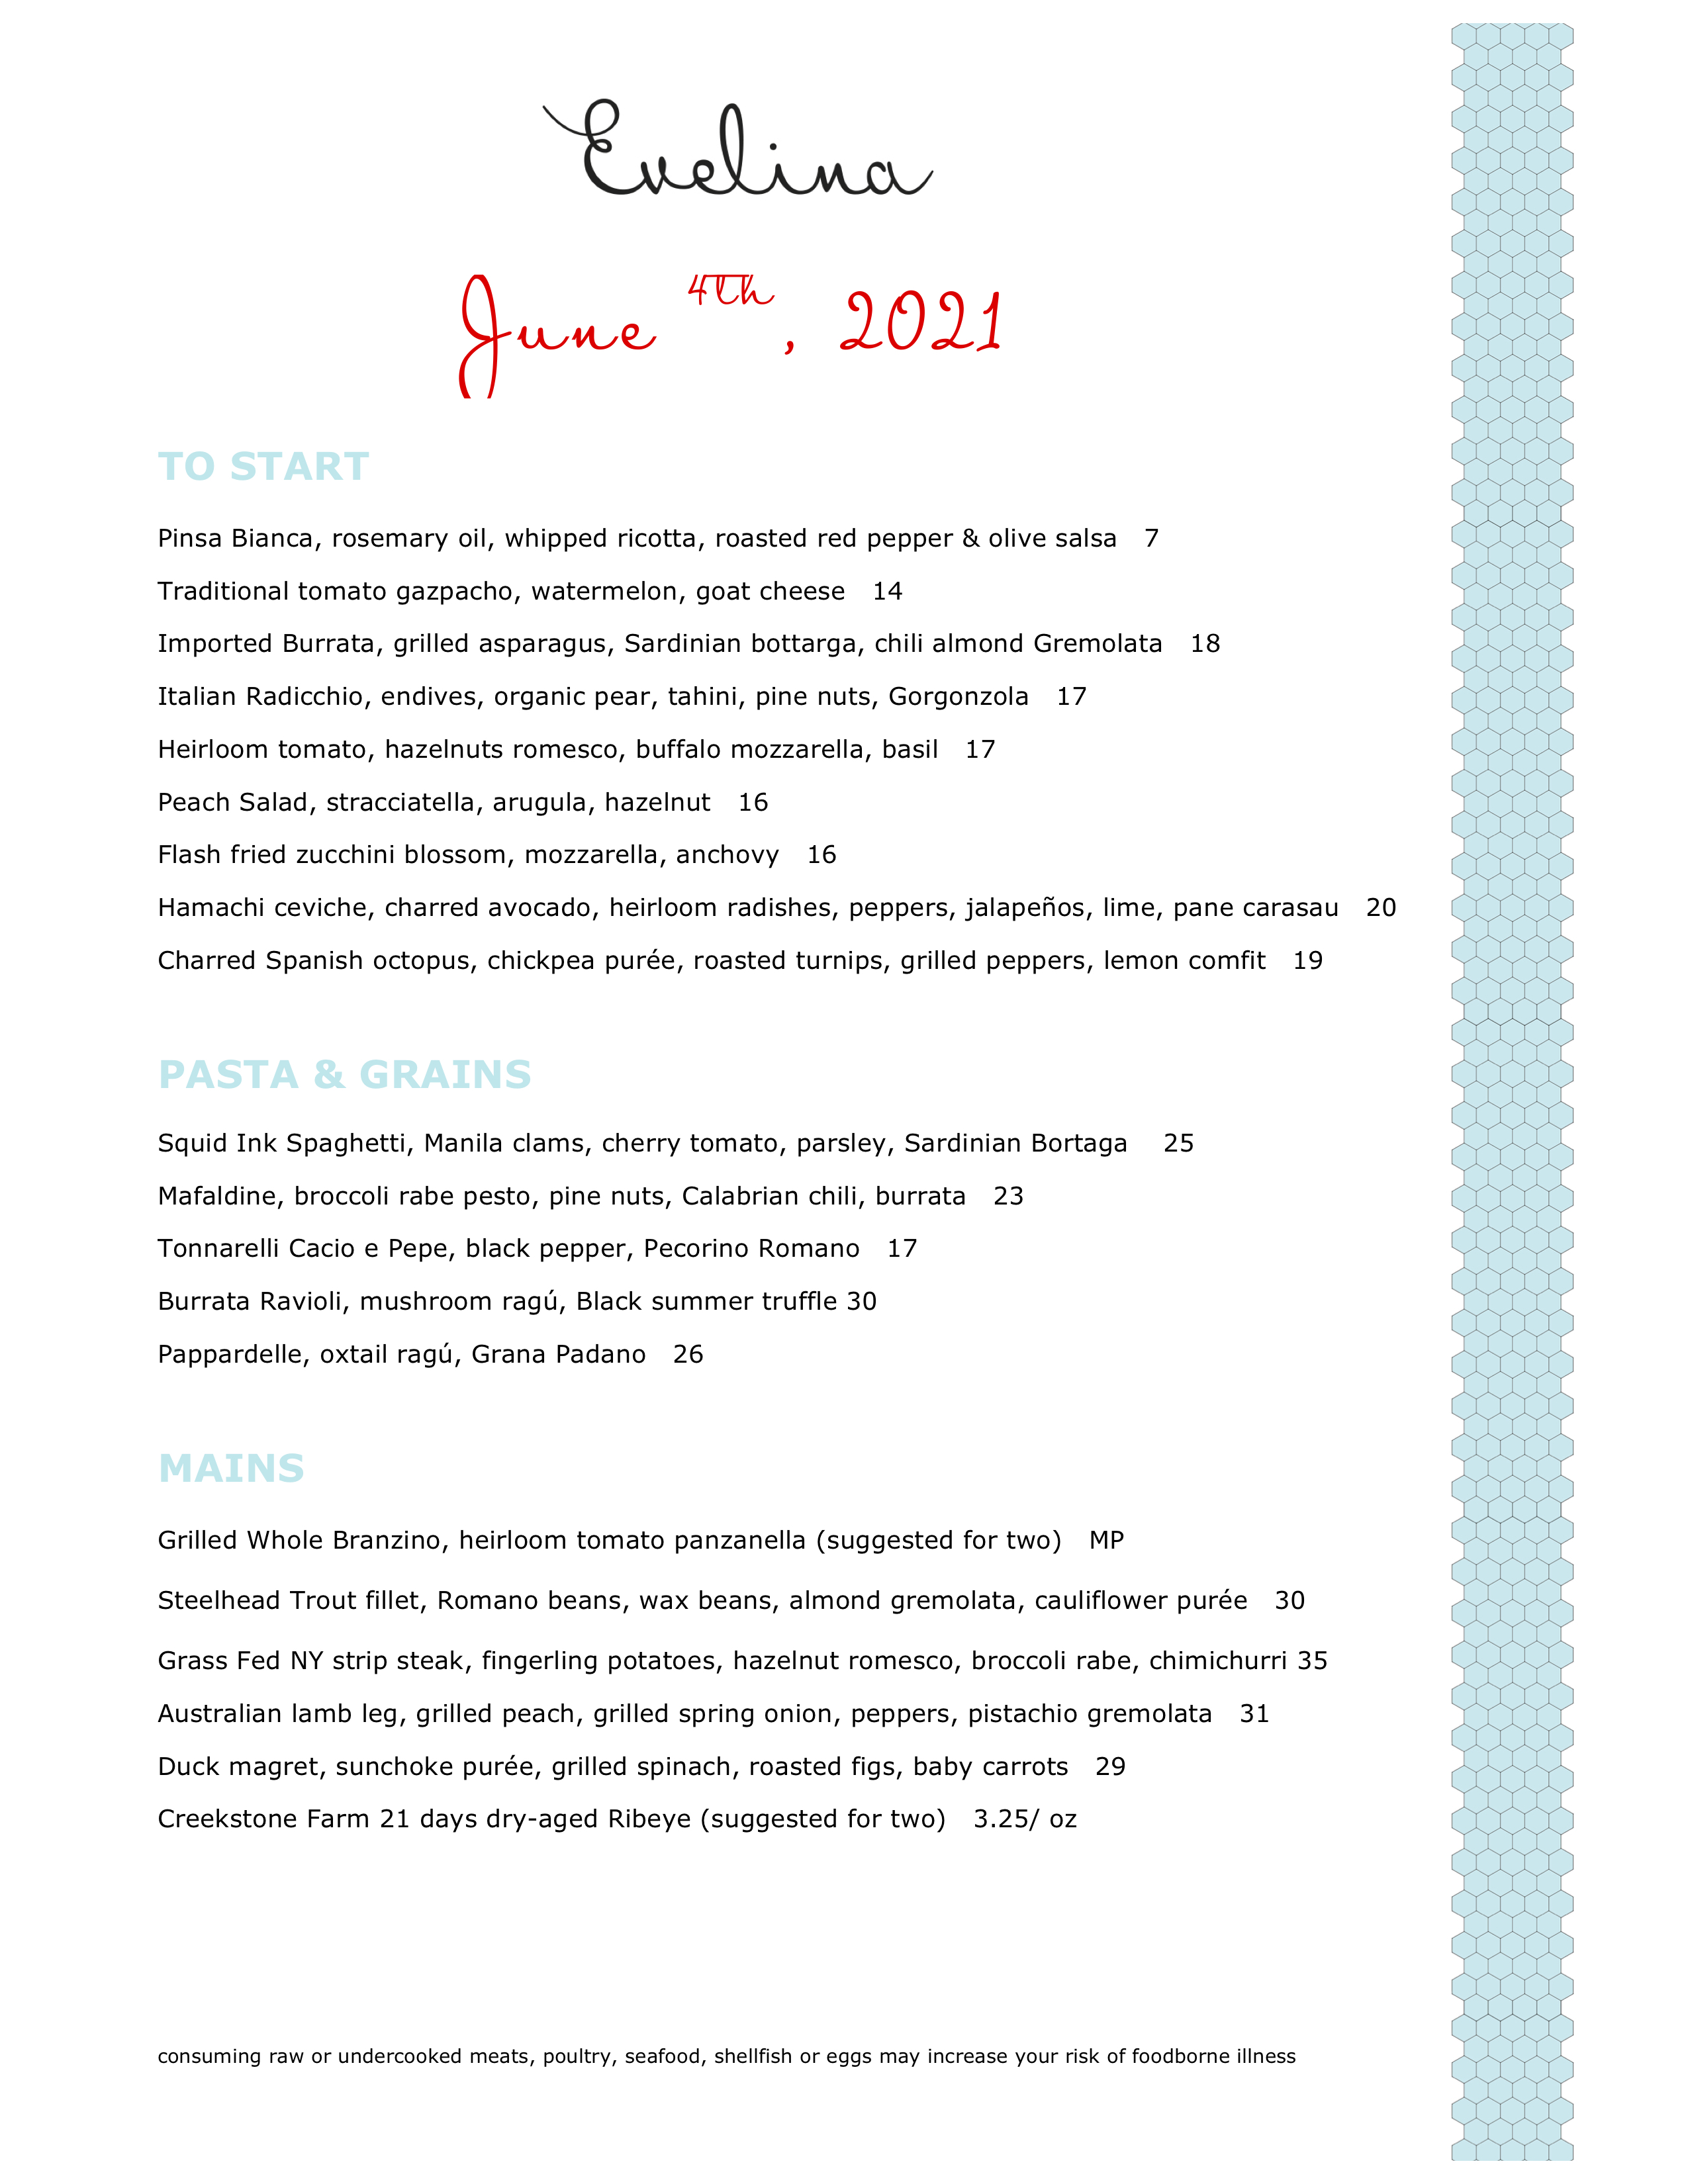 Evelina
June 4th, 2021
TO START
Pinsa Bianca, rosemary oil, whipped ricotta, roasted red pepper & olive salsa 7
Traditional tomato gazpacho, watermelon, goat cheese 14
Imported Burrata, grilled asparagus, Sardinian bottarga, chili almond Gremolata 18
Italian Radicchio, endives, organic pear, tahini, pine nuts, Gorgonzola 17
Heirloom tomato, hazelnuts romesco, buffalo mozzarella, basil 17
Peach Salad, stracciatella, arugula, hazelnut 16
Flash fried zucchini blossom, mozzarella, anchovy 16
Hamachi ceviche, charred avocado, heirloom radishes, peppers, jalapeños, lime, pane carasau 20
Charred Spanish octopus, chickpea purée, roasted turnips, grilled peppers, lemon comfit 19
PASTA & GRAINS
Squid Ink Spaghetti, Manila clams, cherry tomato, parsley, Sardinian Bortaga 25
Mafaldine, broccoli rabe pesto, pine nuts, Calabrian chili, burrata 23
Tonnarelli Cacio e Pepe, black pepper, Pecorino Romano 17
Burrata Ravioli, mushroom ragú, Black summer truffle 30
Pappardelle, oxtail ragú, Grana Padano 26
MAINS
Grilled Whole Branzino, heirloom tomato panzanella (suggested for two) MP
Steelhead Trout fillet, Romano beans, wax beans, almond gremolata, cauliflower purée 30
Grass Fed NY strip steak, fingerling potatoes, hazelnut romesco, broccoli rabe, chimichurri 35
Australian lamb leg, grilled peach, grilled spring onion, peppers, pistachio gremolata 31
Duck magret, sunchoke purée, grilled spinach, roasted figs, baby carrots 29
Creekstone Farm 21 days dry-aged Ribeye (suggested for two) 3.25/ oz
consuming raw or undercooked meats, poultry, seafood, shellfish or eggs may increase your risk of foodborne illness